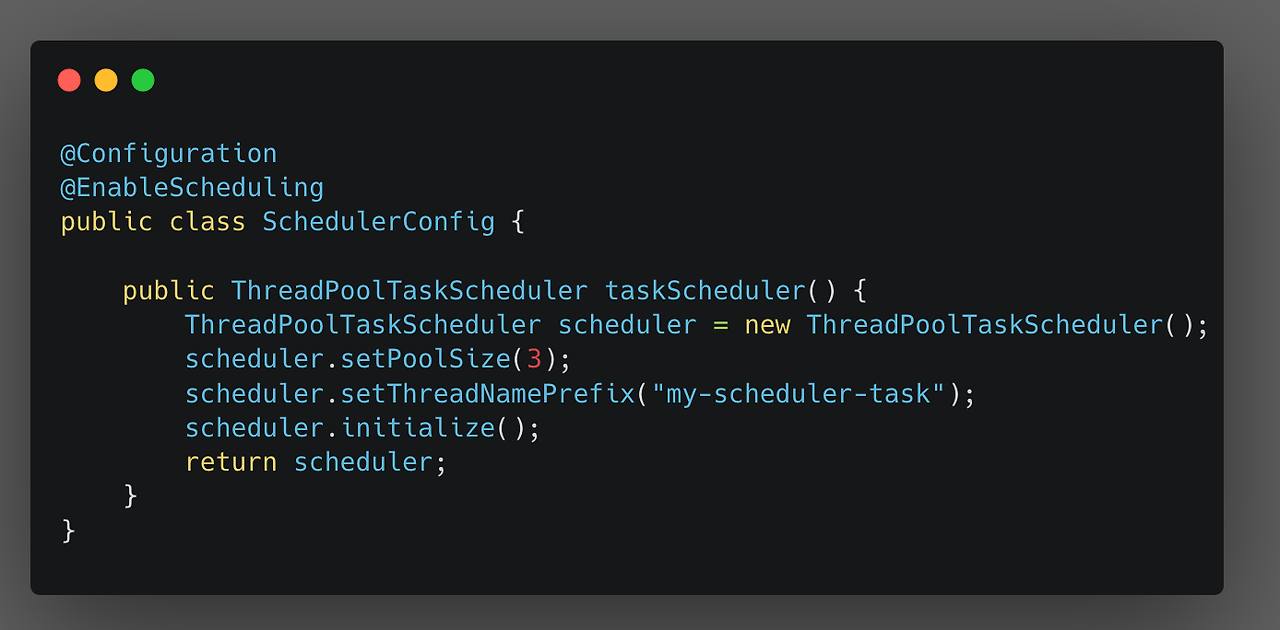 @Configuration
@EnableScheduling
public class SchedulerConfig {
    public ThreadPoolTaskScheduler taskScheduler() {
        ThreadPoolTaskScheduler scheduler = new ThreadPoolTaskScheduler();
        scheduler.setPoolSize(3);
        scheduler.setThreadNamePrefix("my-scheduler-task");
        scheduler.initialize();
        return scheduler;
    }
}